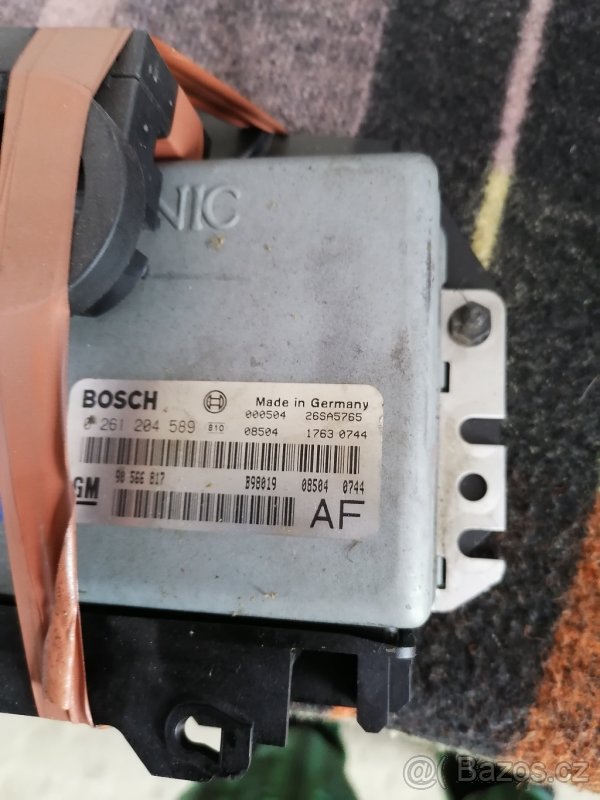 NIC
BOSCH
Made in Germany
0 261 204 589
B10
000504 26SA5765
08504 1763 0744
GM
90 566 817
B98019 08504 0744
AF
© Bazos.cz